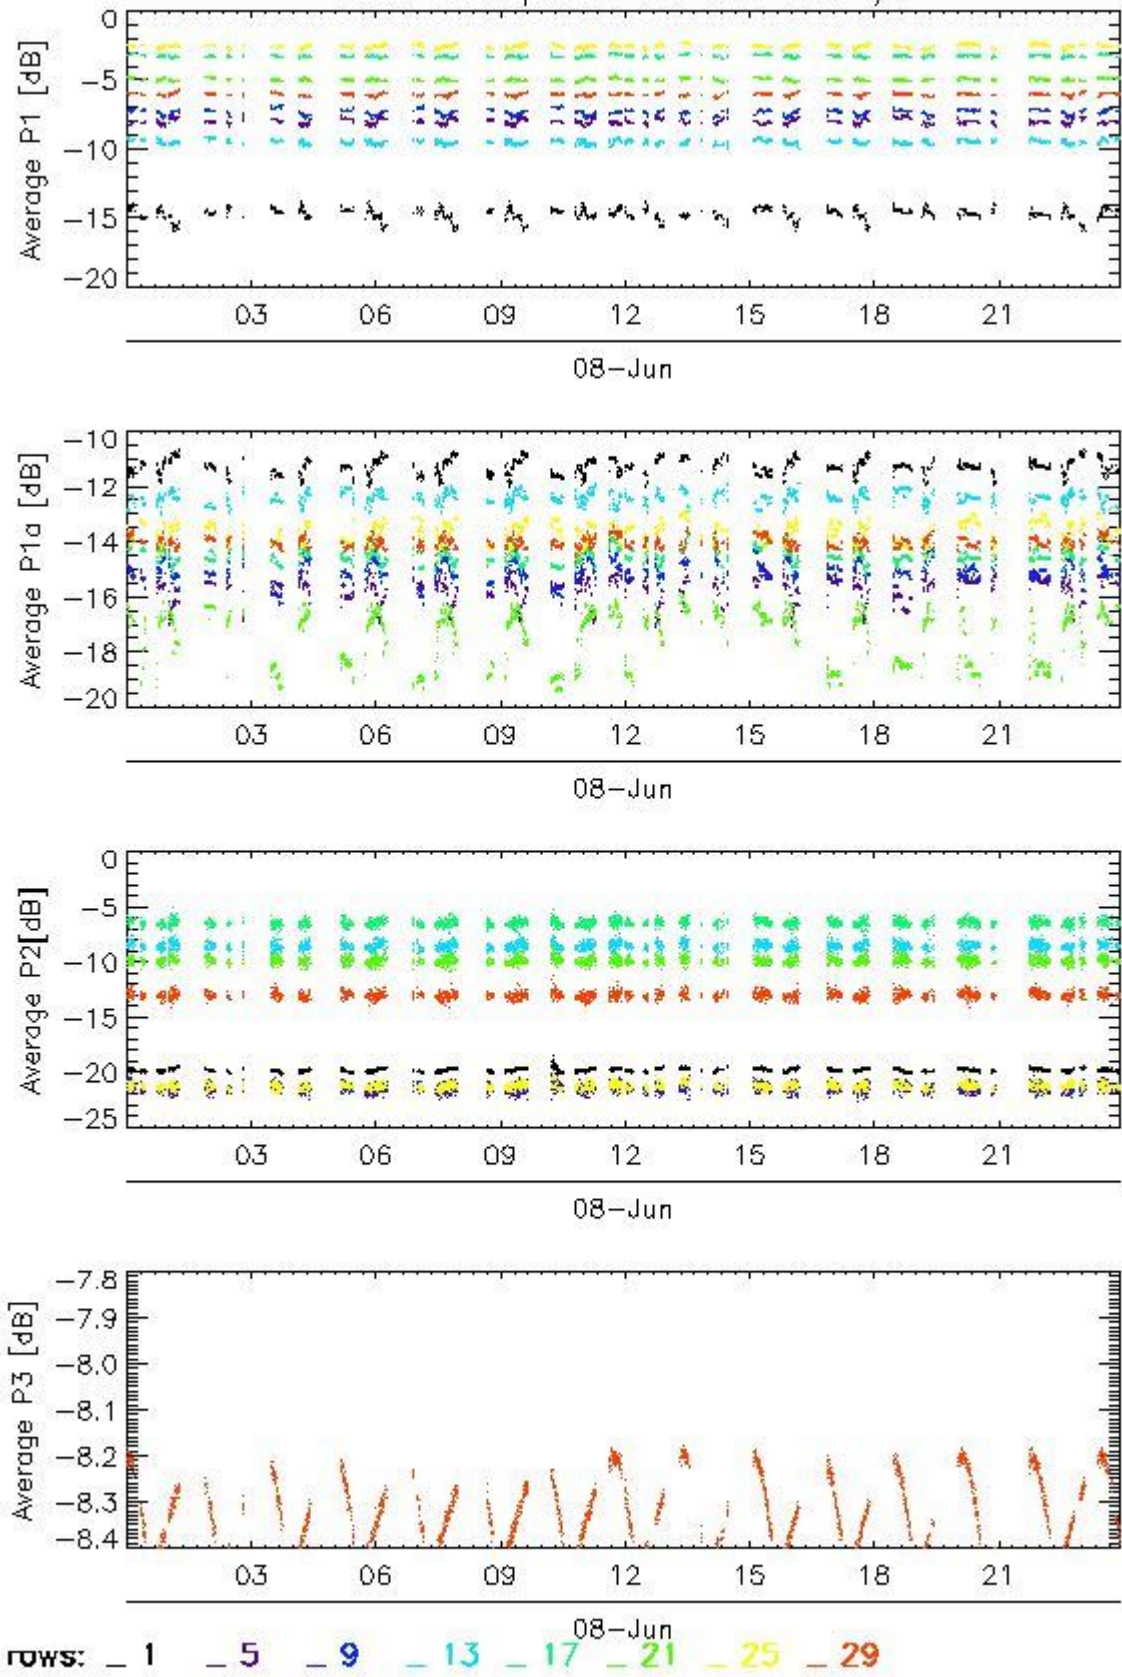 0
−5
−10
−15
−20
Average P1 [dB]
03 06 09 12 15 18 21
08−Jun
−10
−12
−14
−16
−18
−20
Average P1a [dB]
03 06 09 12 15 18 21
08−Jun
0
−5
−10
−15
−20
−25
Average P2[dB]
03 06 09 12 15 18 21
08−Jun
−7.8
−7.9
−8.0
−8.1
−8.2
−8.3
−8.4
Average P3 [dB]
03 06 09 12 15 18 21
08−Jun
rows: _ 1 _ 5 _ 9 _ 13 _ 17 _ 21 _ 25 _ 29